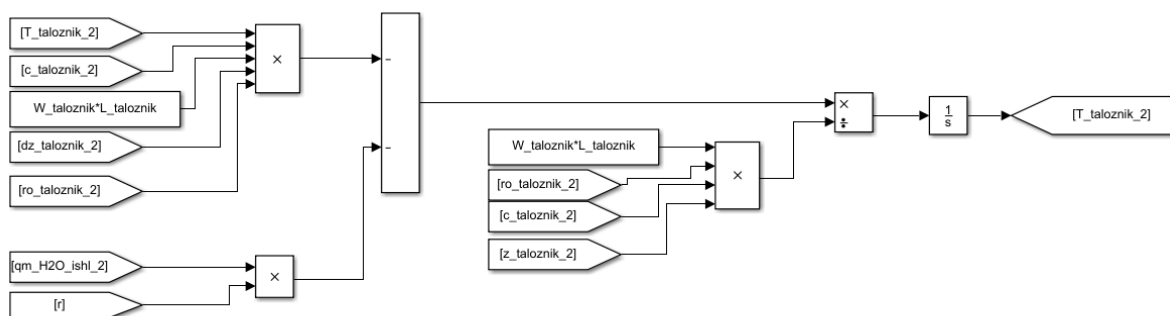 [T_taloznik_2]
[c_taloznik_2]
W_taloznik*L_taloznik
[dz_taloznik_2]
[ro_taloznik_2]
×
-
-
[qm_H2O_ishl_2]
[r]
×
W_taloznik*L_taloznik
[ro_taloznik_2]
[c_taloznik_2]
[z_taloznik_2]
×
×
÷
1
s
[T_taloznik_2]